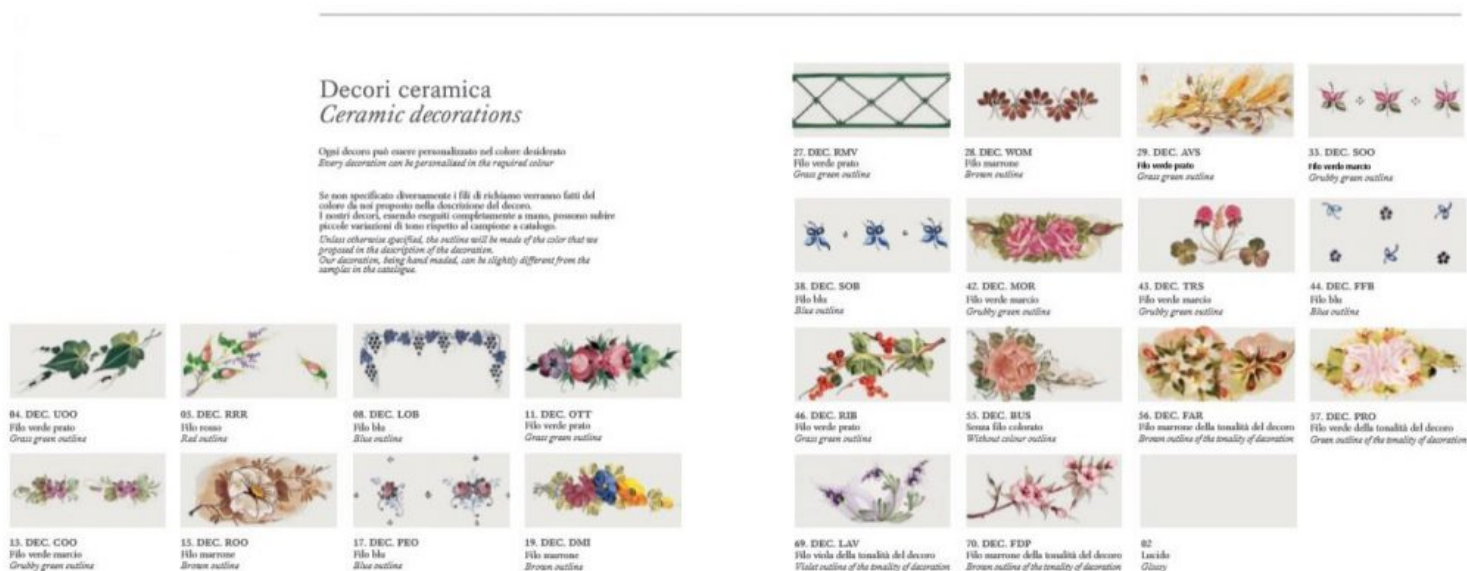 Decori ceramica
Ceramic decorations
Ogni decoro può essere personalizzato nel colore desiderato
Every decoration can be personalised in the required colour
Se non specificato diversamente i fili di richiamo verranno fatti del
colore da noi proposto nella descrizione del decoro.
I nostri decori, essendo eseguiti completamente a mano, possono subire
piccole variazioni di tono rispetto al campione a catalogo.
Unless otherwise specified, the outline will be made of the color that we
proposed in the description of the decoration.
Our decoration, being hand maded, can be slightly different from the
samples in the catalogue.
04. DEC. UOO
Filo verde prato
Grass green outline
05. DEC. RRR
Filo rosso
Red outline
08. DEC. LOB
Filo blu
Blue outline
11. DEC. OTT
Filo verde prato
Grass green outline
13. DEC. COO
Filo verde marcio
Grubby green outline
15. DEC. ROO
Filo marrone
Brown outline
17. DEC. PEO
Filo blu
Blue outline
19. DEC. DMI
Filo marrone
Brown outline
27. DEC. RMV
Filo verde prato
Grass green outline
28. DEC. WOM
Filo marrone
Brown outline
29. DEC. AVS
Filo verde prato
Grass green outline
33. DEC. SOO
Filo verde marcio
Grubby green outline
38. DEC. SOB
Filo blu
Blue outline
42. DEC. MOR
Filo verde marcio
Grubby green outline
43. DEC. TRS
Filo verde marcio
Grubby green outline
44. DEC. FFB
Filo blu
Blue outline
46. DEC. RIB
Filo verde prato
Grass green outline
55. DEC. BUS
Senza filo colorato
Without colour outline
56. DEC. FAR
Filo marrone della tonalità del decoro
Brown outline of the tonality of decoration
57. DEC. PRO
Filo verde della tonalità del decoro
Green outline of the tonality of decoration
69. DEC. LAV
Filo viola della tonalità del decoro
Violet outline of the tonality of decoration
70. DEC. FDP
Filo marrone della tonalità del decoro
Brown outline of the tonality of decoration
02
Lucido
Glossy